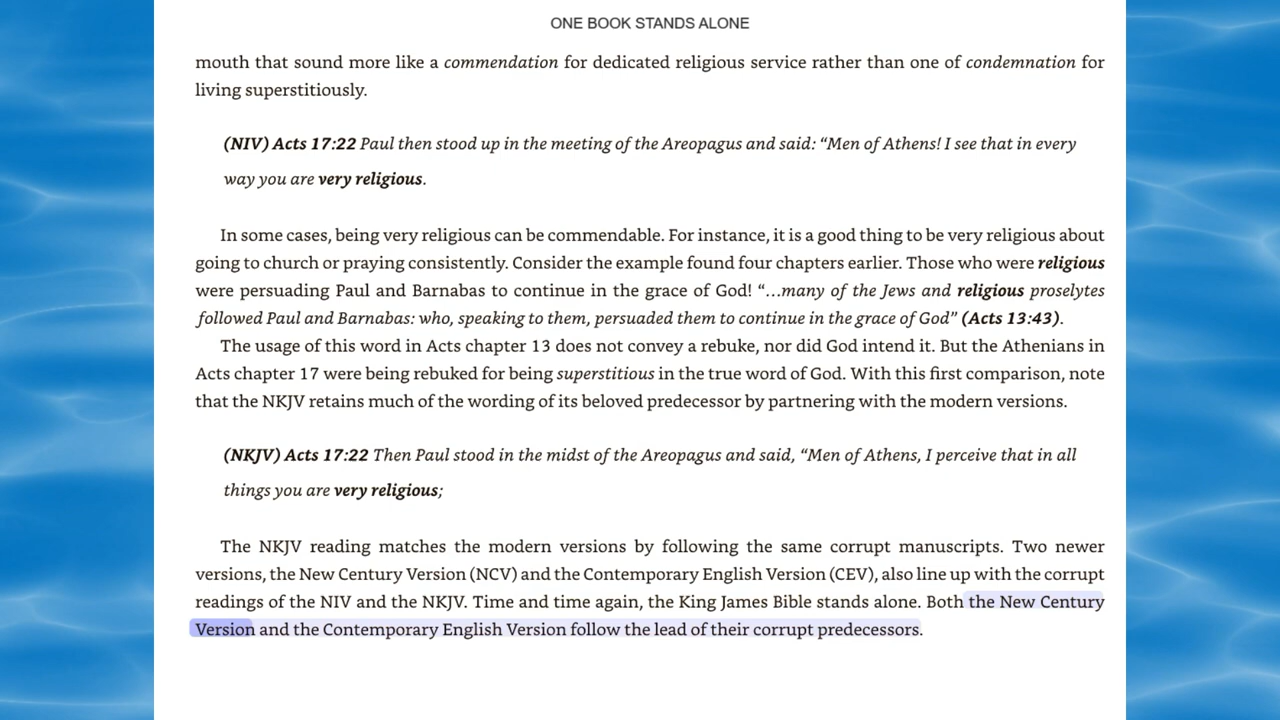 ONE BOOK STANDS ALONE
mouth that sound more like a commendation for dedicated religious service rather than one of condemnation for
living superstitiously.
(NIV) Acts 17:22 Paul then stood up in the meeting of the Areopagus and said: “Men of Athens! I see that in every
way you are very religious.
In some cases, being very religious can be commendable. For instance, it is a good thing to be very religious about
going to church or praying consistently. Consider the example found four chapters earlier. Those who were religious
were persuading Paul and Barnabas to continue in the grace of God! “…many of the Jews and religious proselytes
followed Paul and Barnabas: who, speaking to them, persuaded them to continue in the grace of God” (Acts 13:43).
The usage of this word in Acts chapter 13 does not convey a rebuke, nor did God intend it. But the Athenians in
Acts chapter 17 were being rebuked for being superstitious in the true word of God. With this first comparison, note
that the NKJV retains much of the wording of its beloved predecessor by partnering with the modern versions.
(NKJV) Acts 17:22 Then Paul stood in the midst of the Areopagus and said, “Men of Athens, I perceive that in all
things you are very religious;
The NKJV reading matches the modern versions by following the same corrupt manuscripts. Two newer
versions, the New Century Version (NCV) and the Contemporary English Version (CEV), also line up with the corrupt
readings of the NIV and the NKJV. Time and time again, the King James Bible stands alone. Both the New Century
Version and the Contemporary English Version follow the lead of their corrupt predecessors.